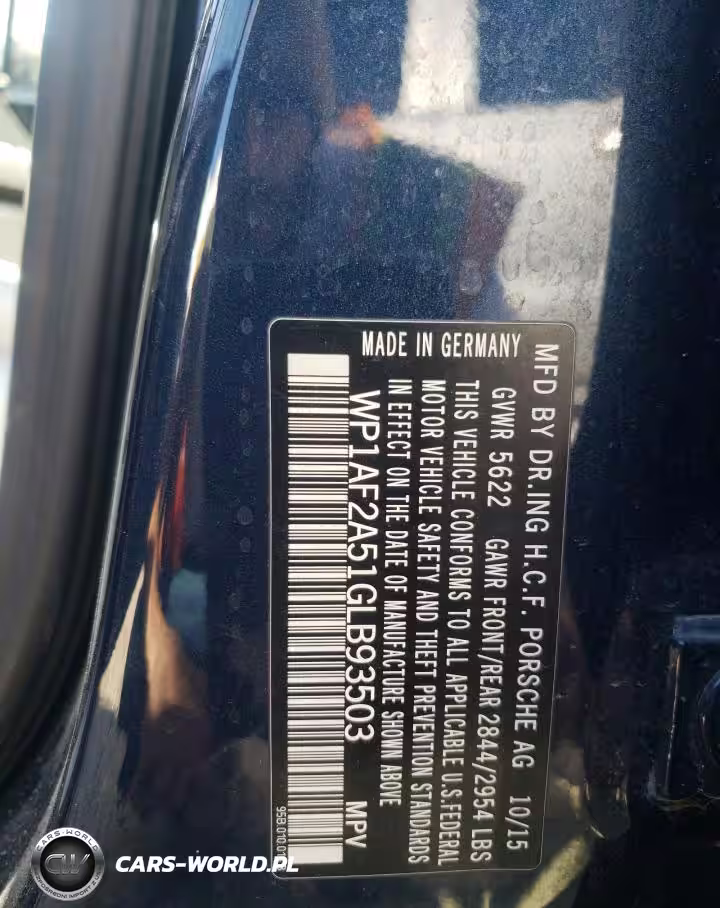 MFD BY DR.ING H.C.F. PORSCHE AG 10/15
GVWR 5622 GAWR FRONT/REAR 2844/2954 LBS
THIS VEHICLE CONFORMS TO ALL APPLICABLE U.S.FEDERAL
MOTOR VEHICLE SAFETY AND THEFT PREVENTION STANDARDS
IN EFFECT ON THE DATE OF MANUFACTURE SHOWN ABOVE
MADE IN GERMANY
WP1AF2A51GLB93503 MPV
CARS-WORLD.PL